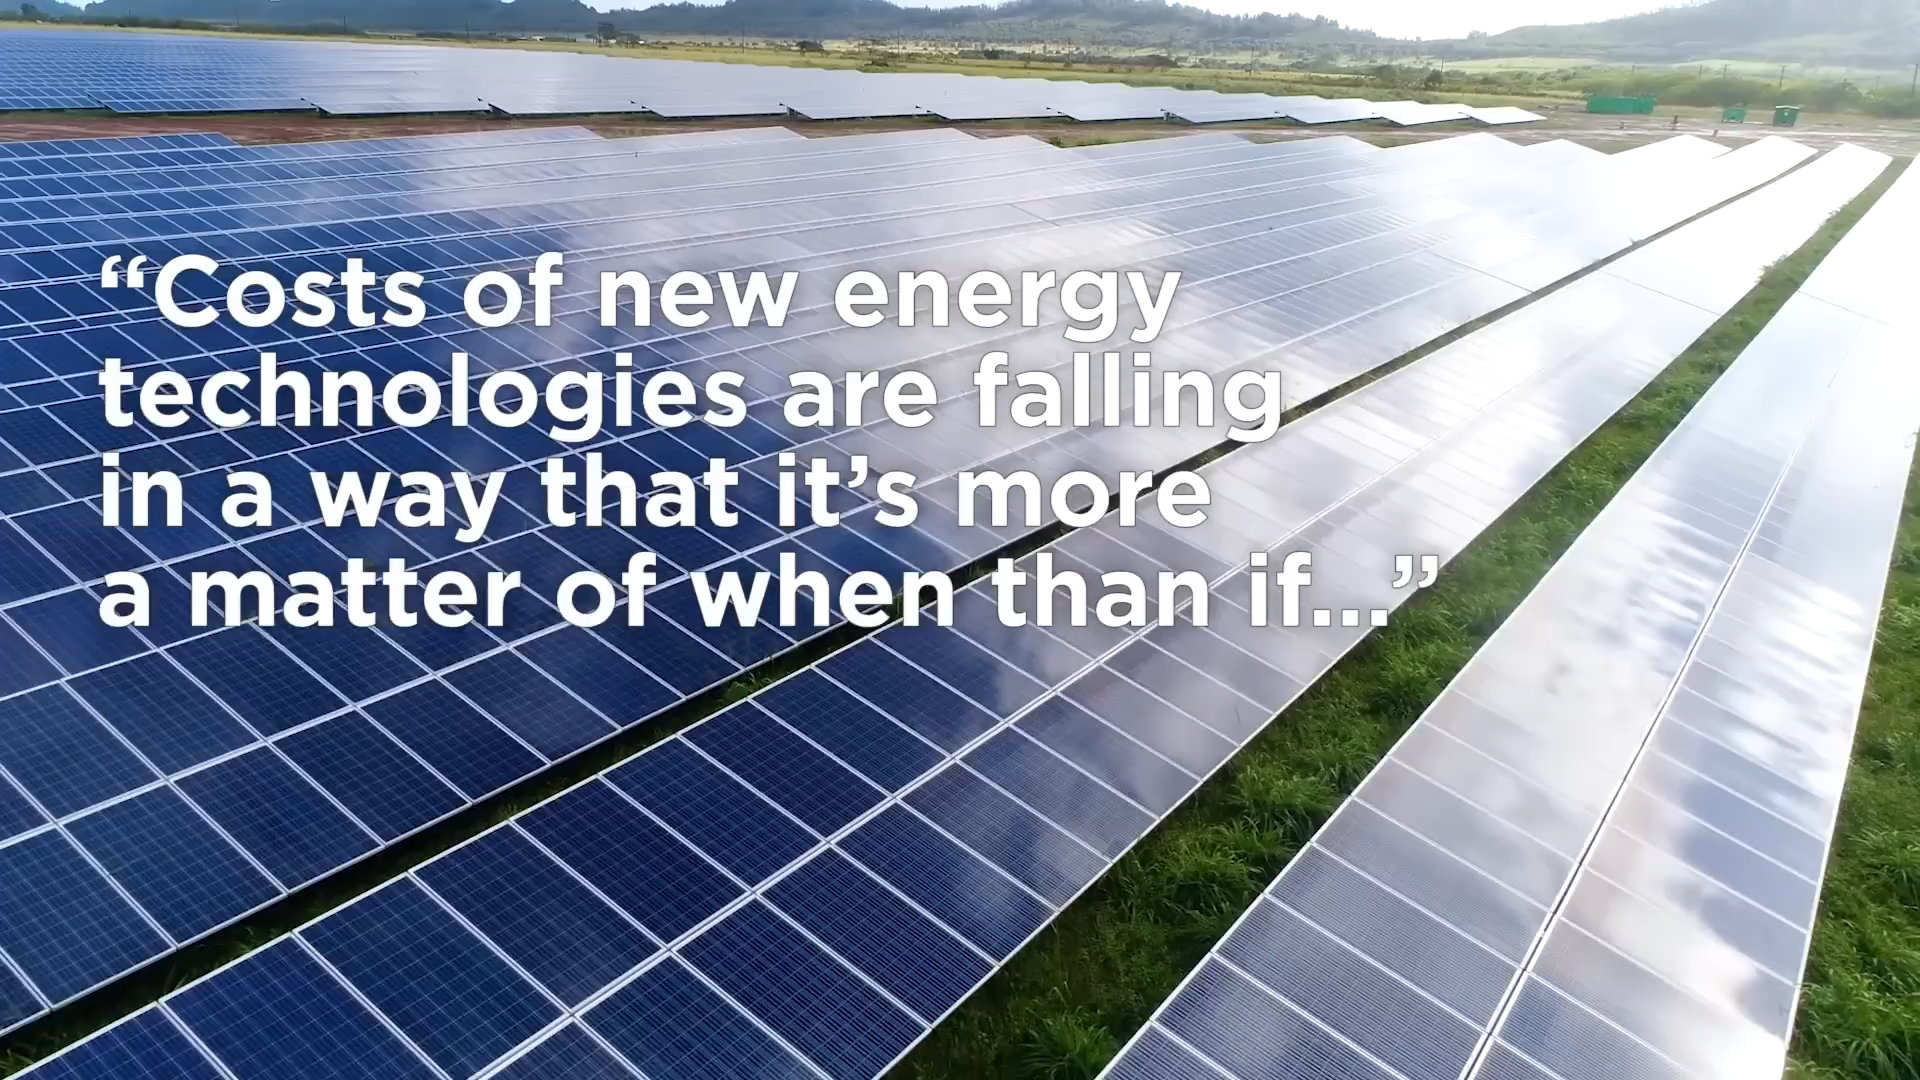 “Costs of new energy
technologies are falling
in a way that it’s more
a matter of when than if...”